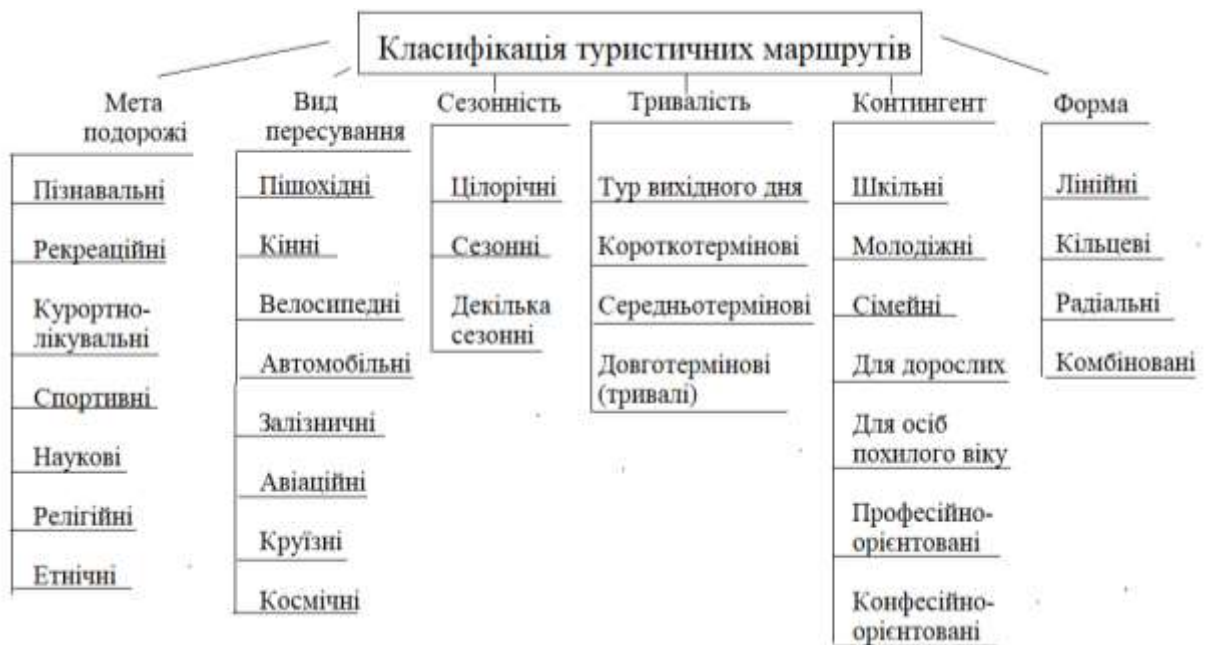 Класифікація туристичних маршрутів
Мета
подорожі
Пізнавальні
Рекреаційні
Курортно-
лікувальні
Спортивні
Наукові
Релігійні
Етнічні
Вид
пересування
Пішохідні
Кінні
Велосипедні
Автомобільні
Залізничні
Авіаційні
Круїзні
Космічні
Сезонність
Цілорічні
Сезонні
Декілька
сезонні
Тривалість
Тур вихідного дня
Короткотермінові
Середньотермінові
Довготермінові
(тривалі)
Контингент
Шкільні
Молодіжні
Сімейні
Для дорослих
Для осіб
похилого віку
Професійно-
орієнтовані
Конфесійно-
орієнтовані
Форма
Лінійні
Кільцеві
Радіальні
Комбіновані